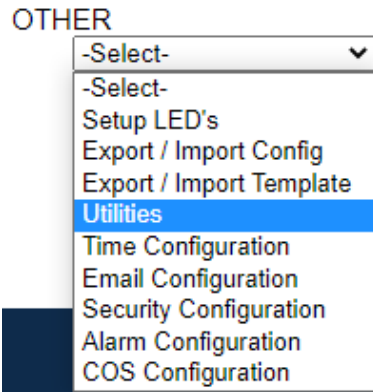 OTHER
-Select-
-Select-
Setup LED's
Export / Import Config
Export / Import Template
Utilities
Time Configuration
Email Configuration
Security Configuration
Alarm Configuration
COS Configuration